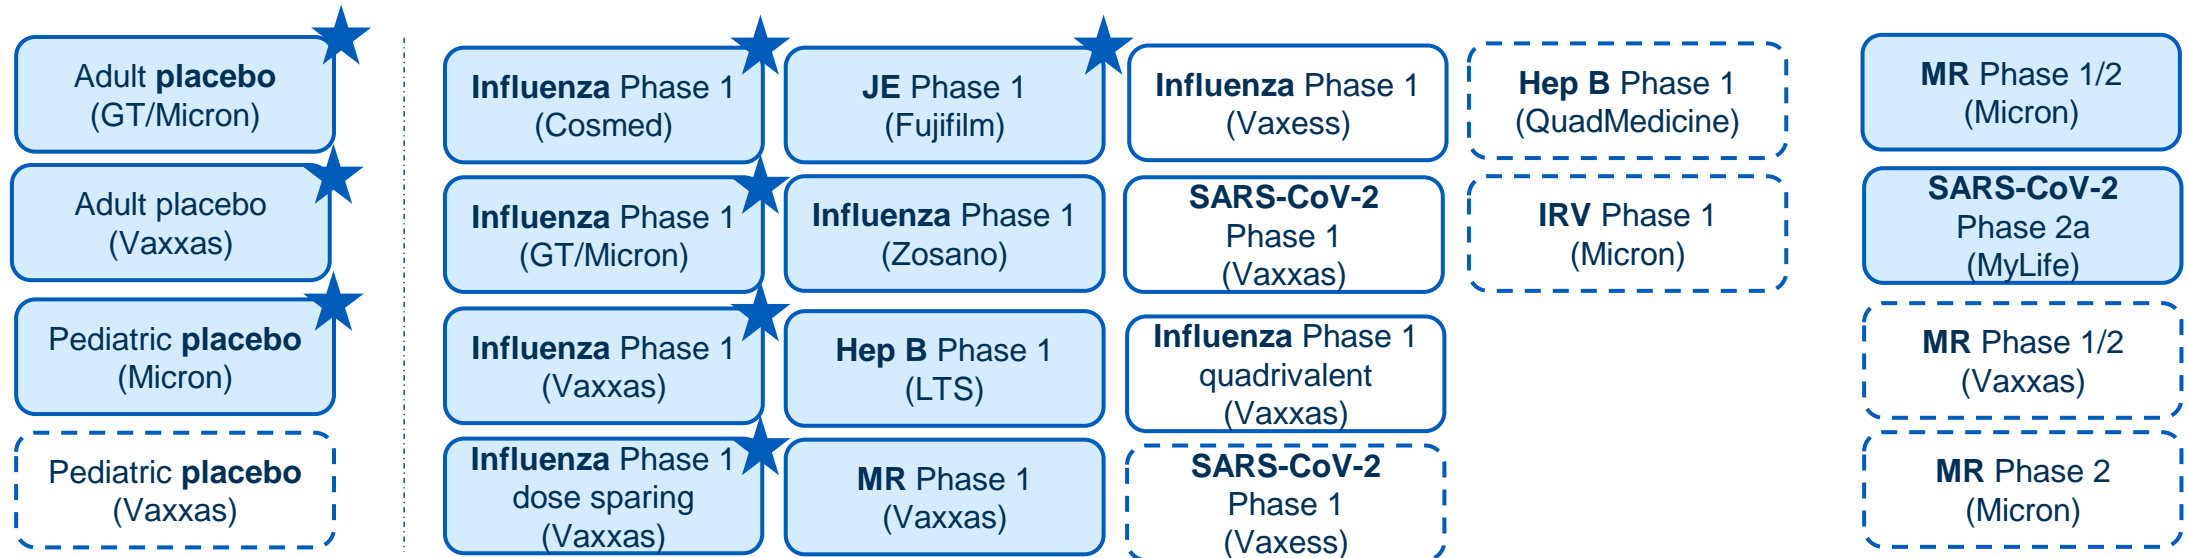 Adult placebo
(GT/Micron)
Adult placebo
(Vaxxas)
Pediatric placebo
(Micron)
Pediatric placebo
(Vaxxas)
Influenza Phase 1
(Cosmed)
Influenza Phase 1
(GT/Micron)
Influenza Phase 1
(Vaxxas)
Influenza Phase 1
dose sparing
(Vaxxas)
JE Phase 1
(Fujifilm)
Influenza Phase 1
(Zosano)
Hep B Phase 1
(LTS)
MR Phase 1
(Vaxxas)
Influenza Phase 1
(Vaxess)
SARS-CoV-2
Phase 1
(Vaxxas)
Influenza Phase 1
quadrivalent
(Vaxxas)
SARS-CoV-2
Phase 1
(Vaxess)
Hep B Phase 1
(QuadMedicine)
IRV Phase 1
(Micron)
MR Phase 1/2
(Micron)
SARS-CoV-2
Phase 2a
(MyLife)
MR Phase 1/2
(Vaxxas)
MR Phase 2
(Micron)